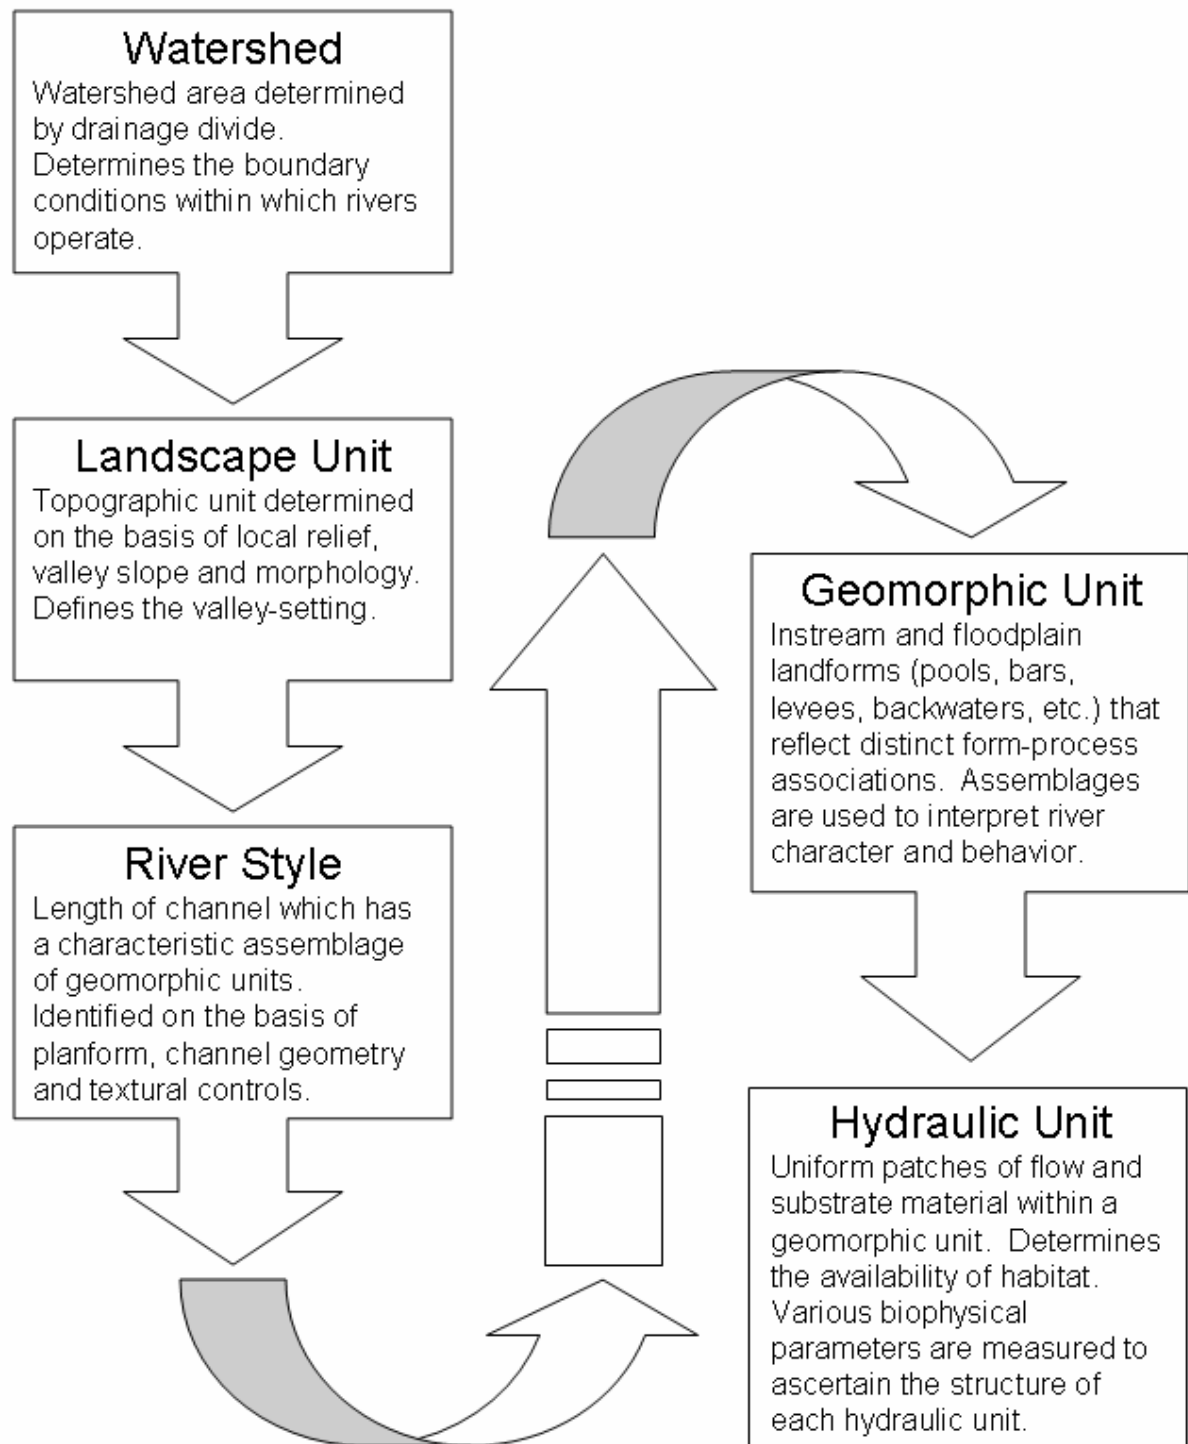 Watershed
Watershed area determined
by drainage divide.
Determines the boundary
conditions within which rivers
operate.
Landscape Unit
Topographic unit determined
on the basis of local relief,
valley slope and morphology.
Defines the valley-setting.
River Style
Length of channel which has
a characteristic assemblage
of geomorphic units.
Identified on the basis of
planform, channel geometry
and textural controls.
Geomorphic Unit
Instream and floodplain
landforms (pools, bars,
levees, backwaters, etc.) that
reflect distinct form-process
associations.  Assemblages
are used to interpret river
character and behavior.
Hydraulic Unit
Uniform patches of flow and
substrate material within a
geomorphic unit.  Determines
the availability of habitat.
Various biophysical
parameters are measured to
ascertain the structure of
each hydraulic unit.